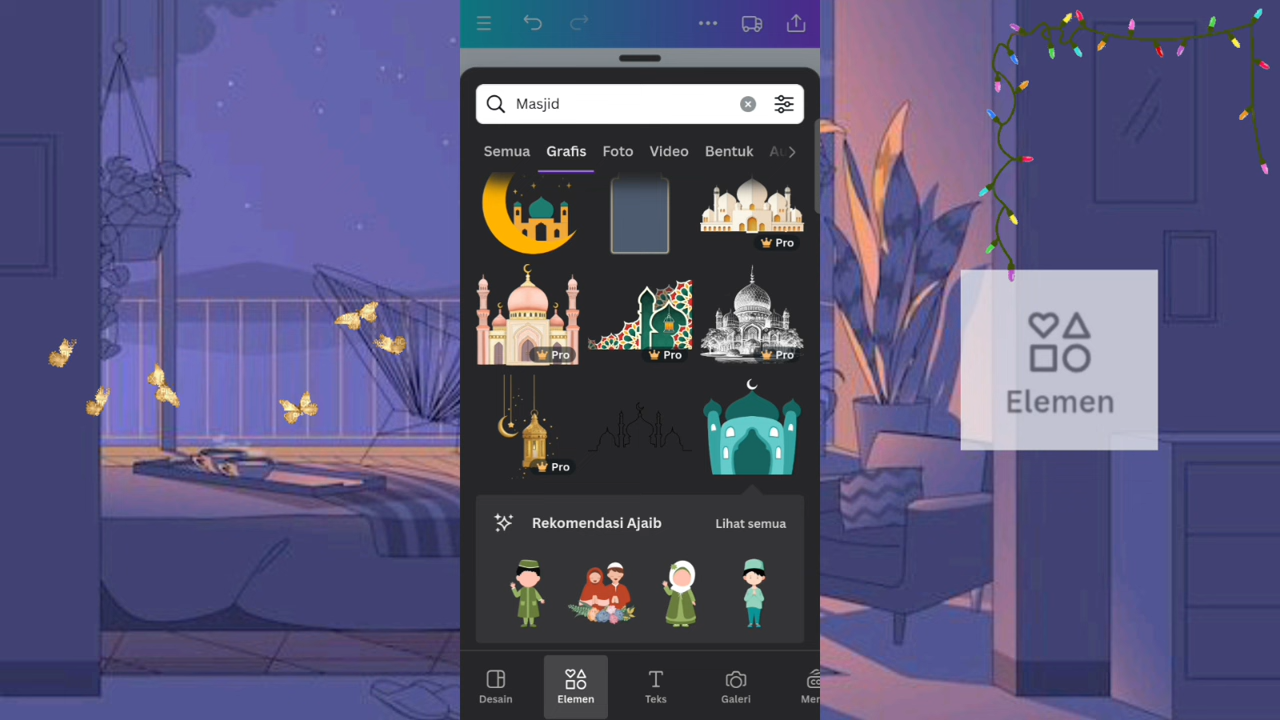 Masjid
Semua Grafis Foto Video Bentuk
Pro
Pro
Pro
Pro
Pro
Rekomendasi Ajaib Lihat semua
Desain Elemen Teks Galeri
Elemen